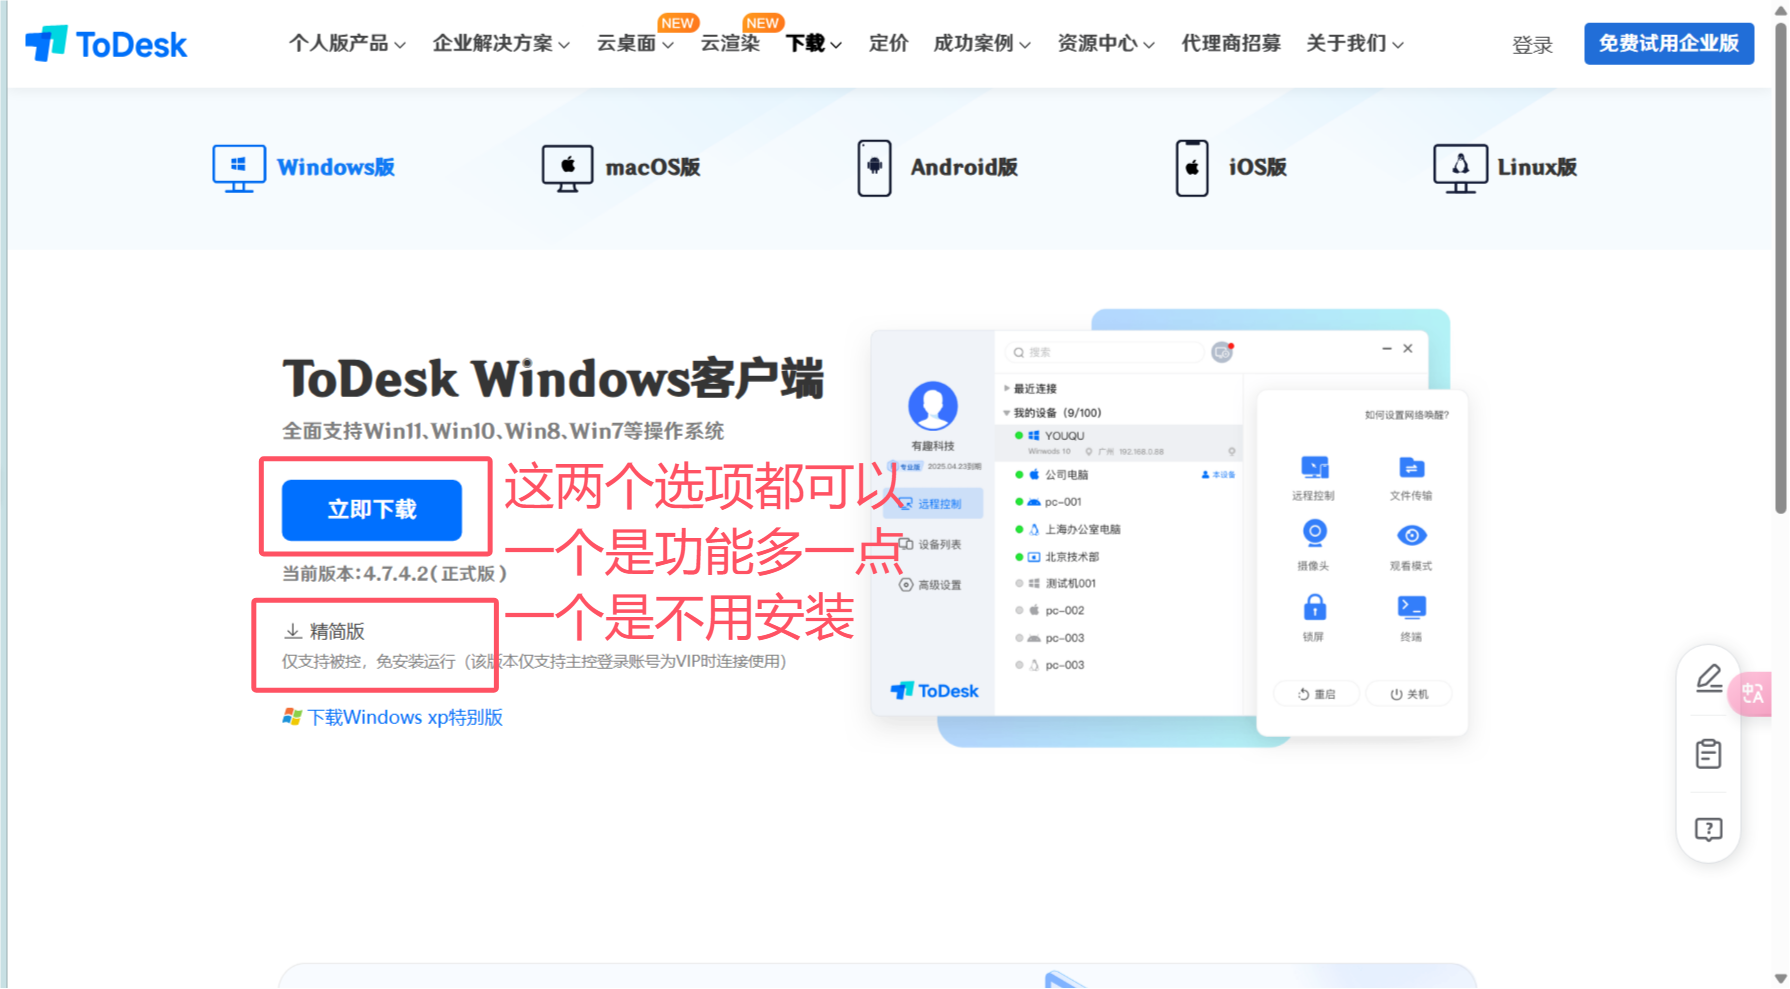 ToDesk
个人版产品
企业解决方案
云桌面
NEW
云渲染
NEW
下载
定价
成功案例
资源中心
代理商招募
关于我们
登录
免费试用企业版
Windows版
macOS版
Android版
iOS版
Linux版
ToDesk Windows客户端
全面支持Win11、Win10、Win8、Win7等操作系统
立即下载
当前版本:4.7.4.2(正式版)
精简版
仅支持被控，免安装运行（该版本仅支持主控登录账号为VIP时连接使用）
下载Windows xp特别版
这两个选项都可以
一个是功能多一点
一个是不用安装
有趣科技
专业版 2025.04.23到期
远程控制
设备列表
高级设置
ToDesk
搜索
最近连接
我的设备（9/100）
YOUQU
Winwods 10 广州 192.168.0.88
公司电脑
本设备
pc-001
上海办公室电脑
北京技术部
测试机001
pc-002
pc-003
pc-003
如何设置网络唤醒?
远程控制
文件传输
摄像头
观看模式
锁屏
终端
重启
关机